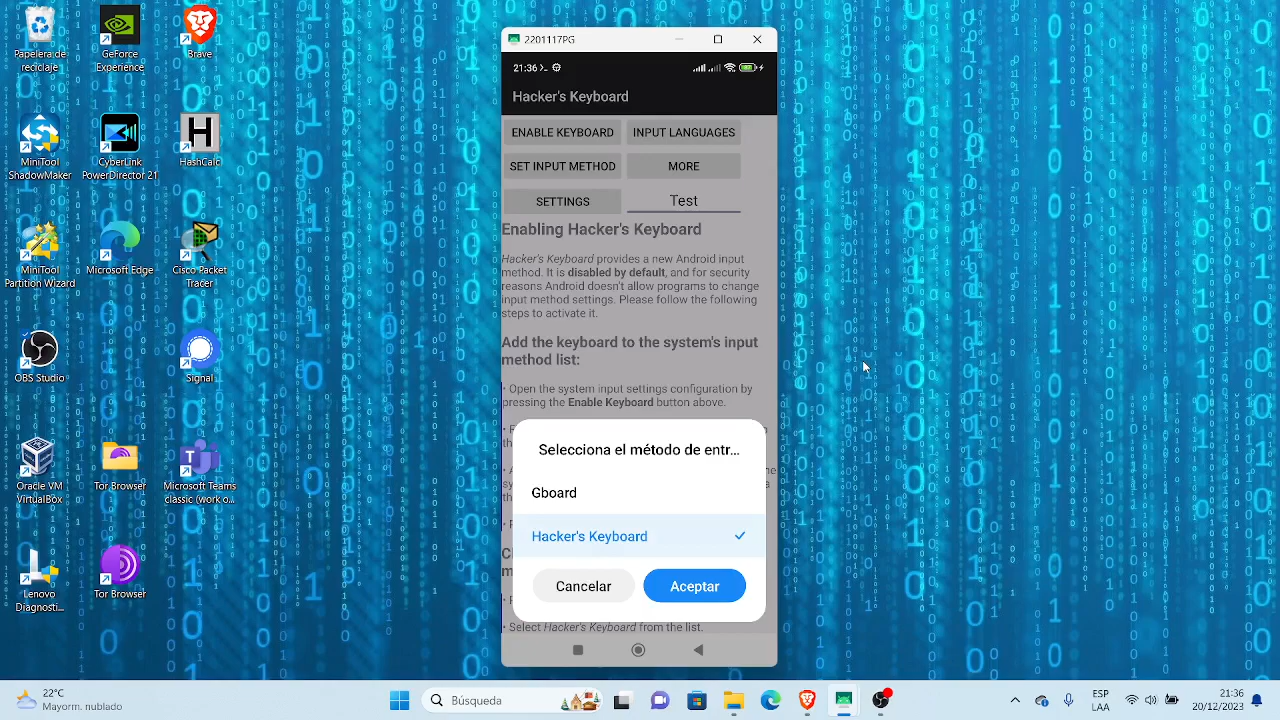 Papelera de
reciclaje
GeForce
Experience
Brave
MiniTool
ShadowMaker
CyberLink
PowerDirector 21
HashCalc
MiniTool
Partition Wizard
Microsoft Edge
Cisco Packet
Tracer
OBS Studio
Signal
Oracle VM
VirtualBox
Tor Browser
Microsoft Teams
classic (work o...
Lenovo
Diagnosti...
Tor Browser
2201117PG
21:36
Hacker's Keyboard
ENABLE KEYBOARD INPUT LANGUAGES
SET INPUT METHOD MORE
SETTINGS Test
Enabling Hacker's Keyboard
Hacker's Keyboard provides a new Android input
method. It is disabled by default, and for security
reasons Android doesn't allow programs to change
input method settings. Please follow the following
steps to activate it.
Add the keyboard to the system's input
method list:
• Open the system input settings configuration by
pressing the Enable Keyboard button above.
Selecciona el método de entr...
Gboard
Hacker's Keyboard
Cancelar Aceptar
• Select Hacker's Keyboard from the list.
22°C
Mayorm. nublado
Búsqueda
ESP
LAA
21:36
20/12/2023